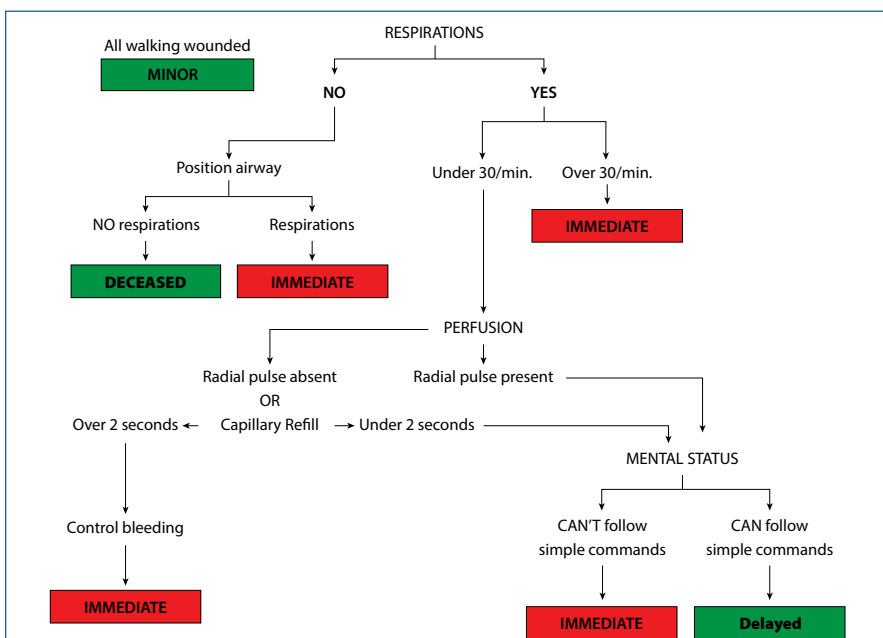 RESPIRATIONS
All walking wounded
MINOR
NO
YES
Position airway
Under 30/min.
Over 30/min.
NO respirations
Respirations
IMMEDIATE
DECEASED
IMMEDIATE
PERFUSION
Radial pulse absent
Radial pulse present
OR
Over 2 seconds
Capillary Refill
Under 2 seconds
MENTAL STATUS
Control bleeding
CAN'T follow
simple commands
CAN follow
simple commands
IMMEDIATE
IMMEDIATE
Delayed